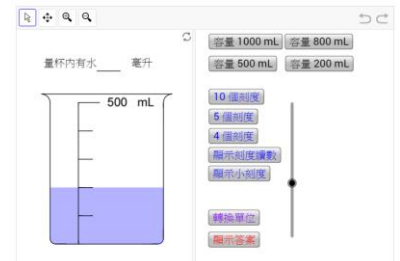 量杯內有水____ 毫升
500 mL
容量 1000 mL 容量 800 mL
容量 500 mL 容量 200 mL
10 個刻度
5 個刻度
4 個刻度
顯示刻度讀數
顯示小刻度
轉換單位
顯示答案